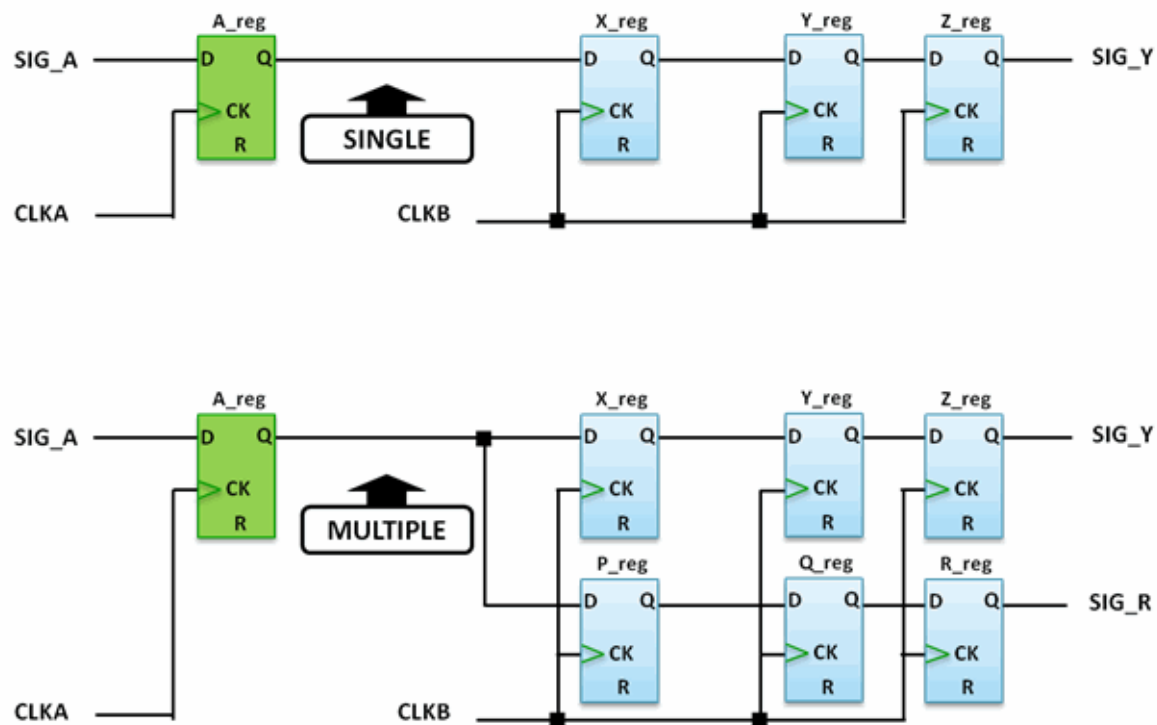 A_reg X_reg Y_reg Z_reg
SIG_A D Q D Q D Q D Q SIG_Y
CK CK CK CK
SINGLE
R R R R
CLKA CLKB
A_reg X_reg Y_reg Z_reg
SIG_A D Q D Q D Q D Q SIG_Y
CK CK CK CK
R R R R
MULTIPLE
P_reg Q_reg R_reg
D Q D Q D Q SIG_R
CK CK CK
R R R
CLKA CLKB